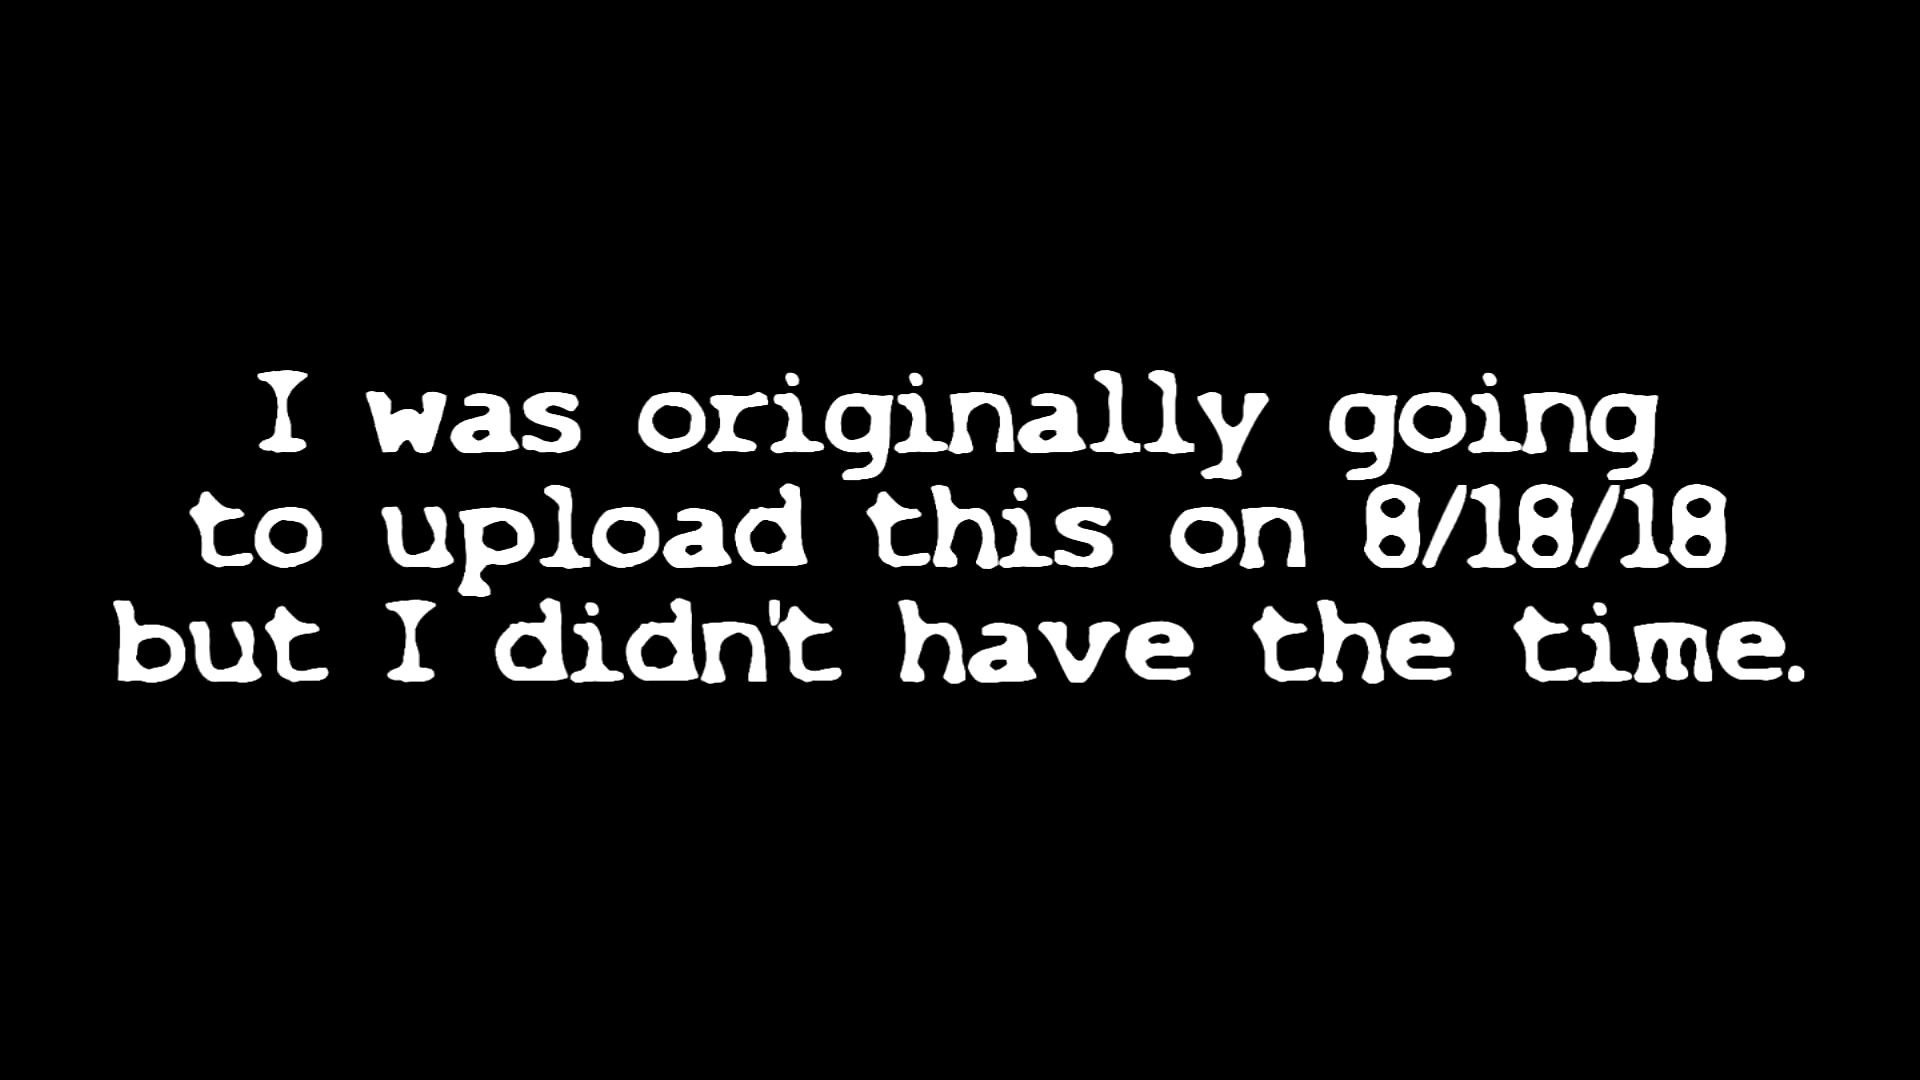 I was originally going
to upload this on 8/18/18
but I didn't have the time.